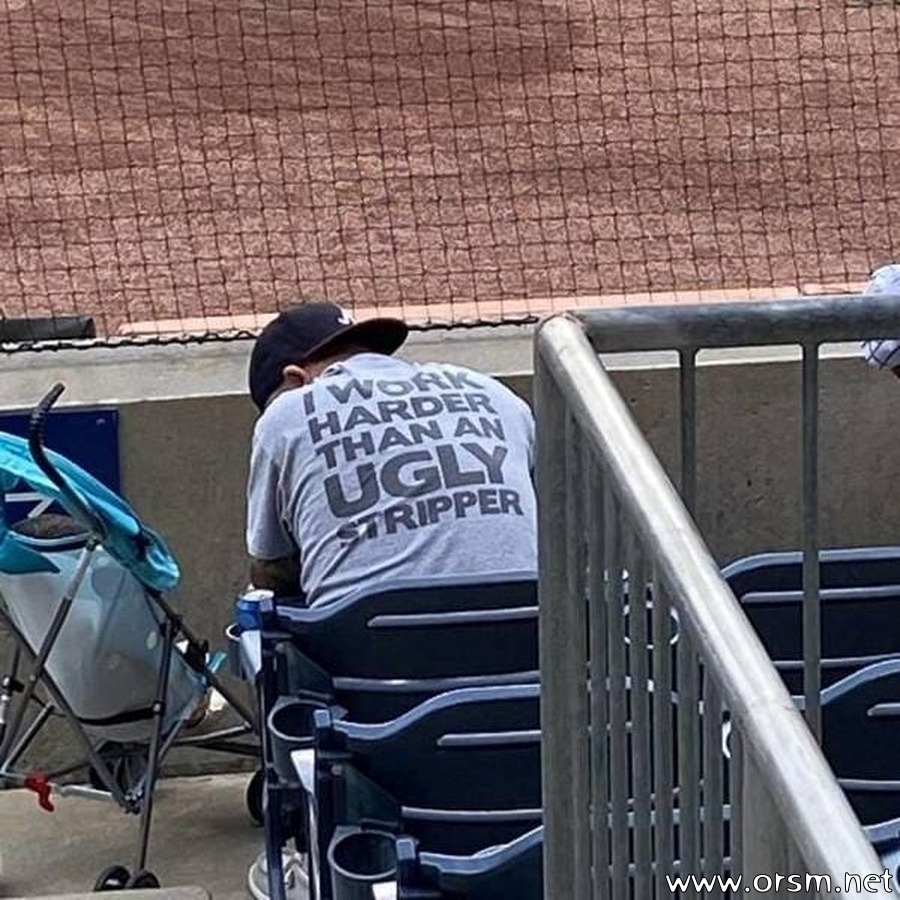 I WORK
HARDER
THAN AN
UGLY
STRIPPER
www.orsm.net